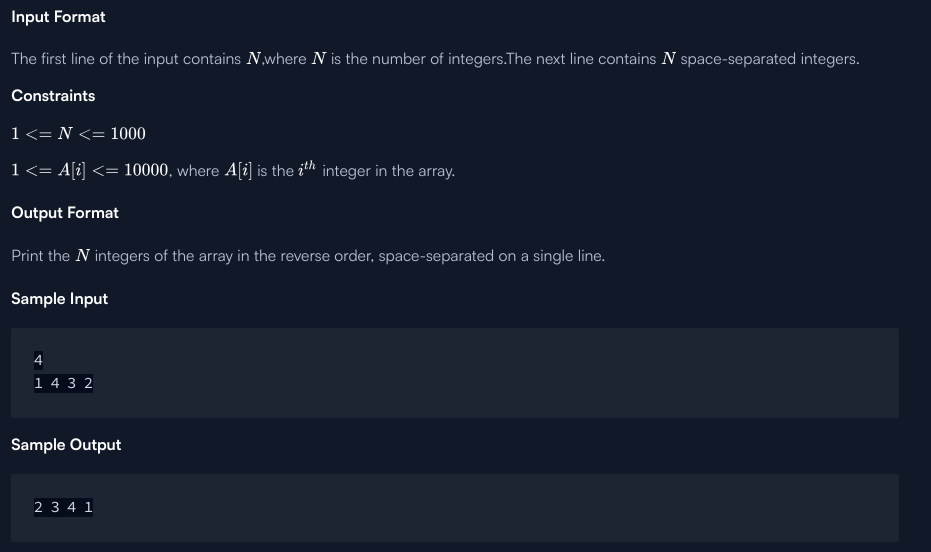 Input Format
The first line of the input contains N,where N is the number of integers.The next line contains N space-separated integers.
Constraints
1 <= N <= 1000
1 <= A[i] <= 10000, where A[i] is the i^th integer in the array.
Output Format
Print the N integers of the array in the reverse order, space-separated on a single line.
Sample Input
4
1 4 3 2
Sample Output
2 3 4 1